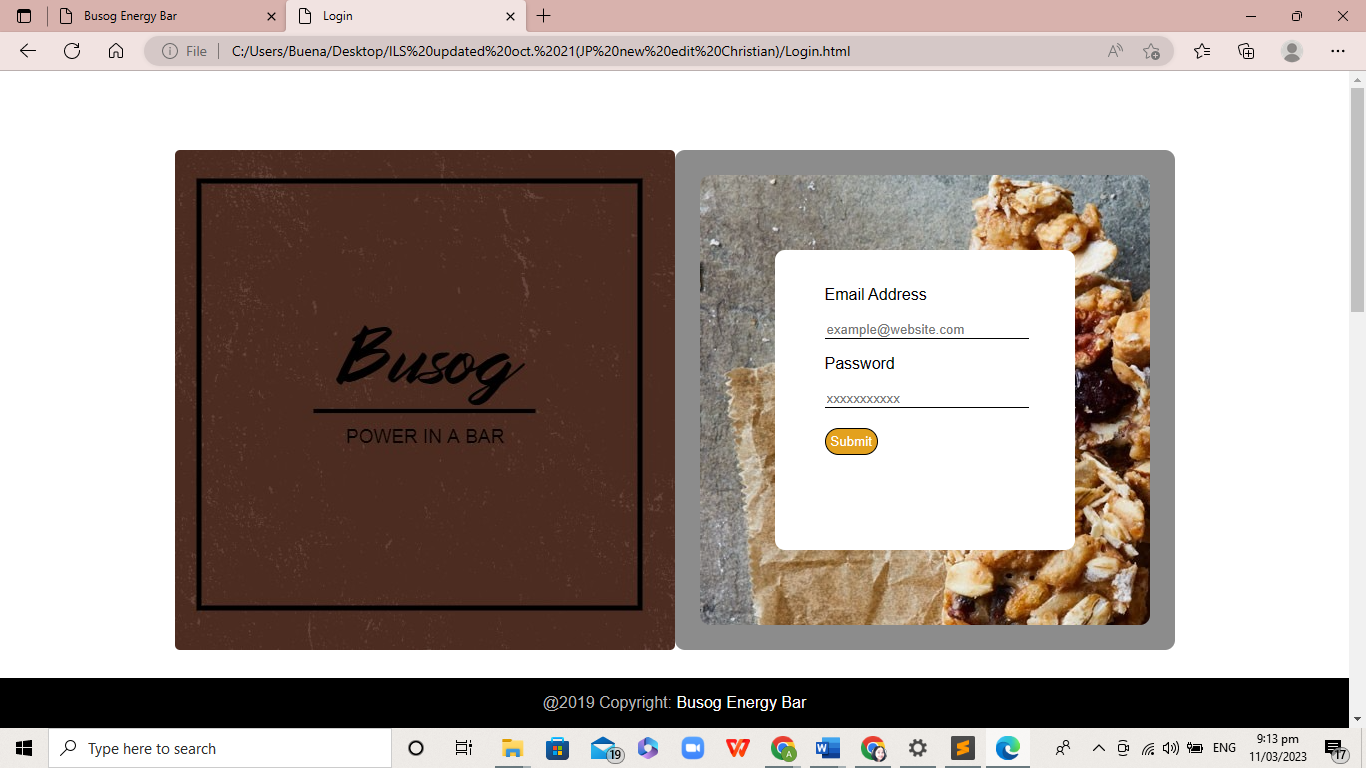 Busog Energy Bar
Login
File
C:/Users/Buena/Desktop/ILS%20updated%20oct.%2021(JP%20new%20edit%20Christian)/Login.html
Busog
POWER IN A BAR
Email Address
example@website.com
Password
xxxxxxxxxxx
Submit
@2019 Copyright: Busog Energy Bar
Type here to search
19
A
W
ENG
9:13 pm
11/03/2023
17